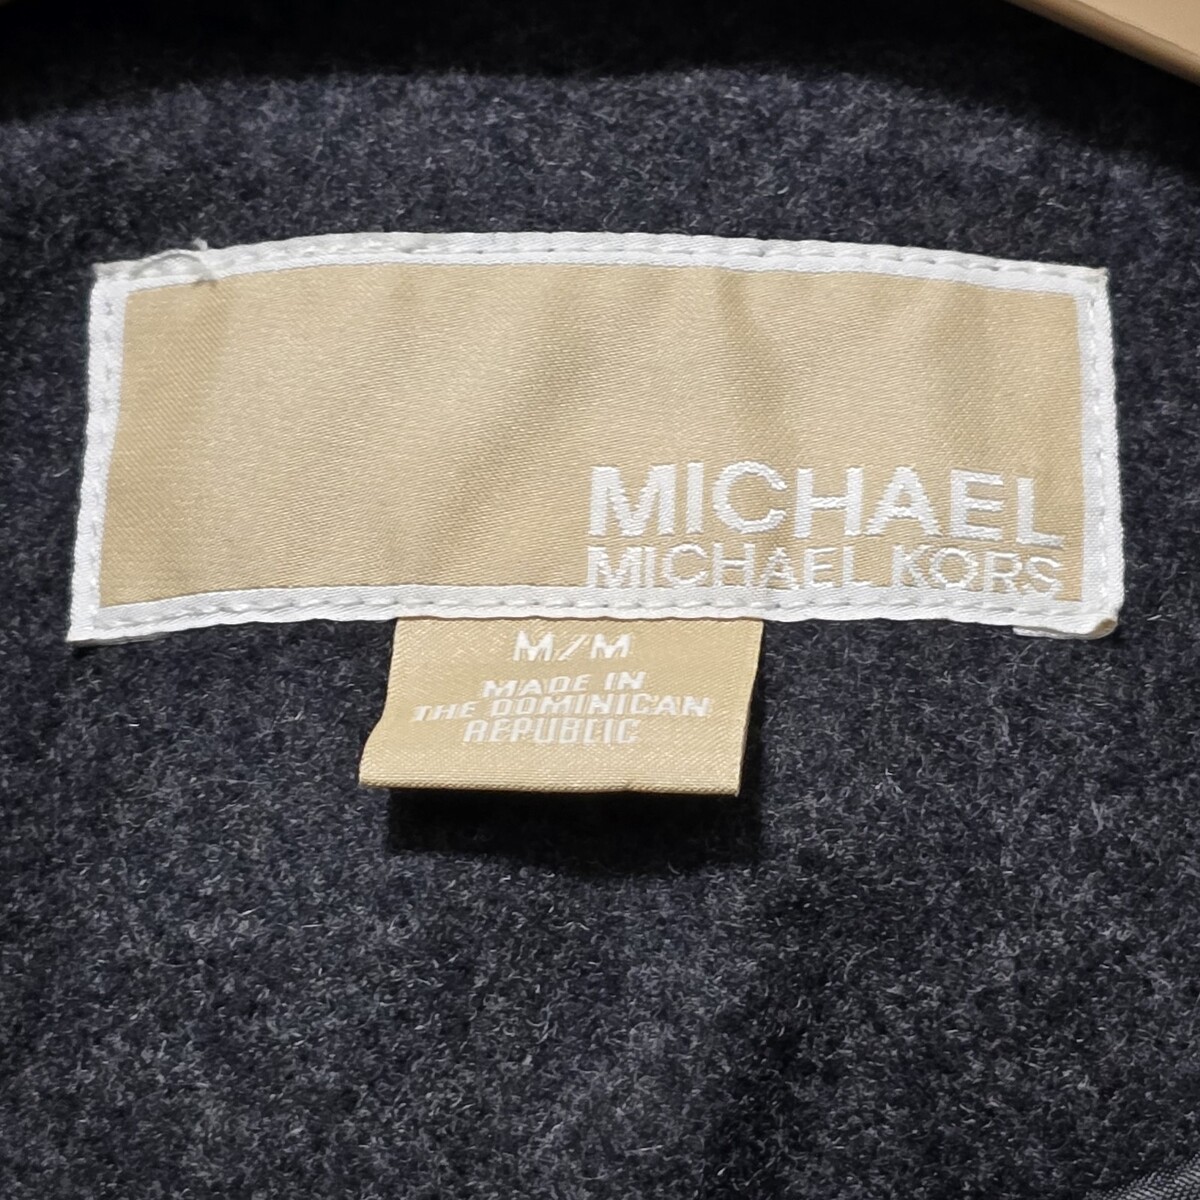 MICHAEL
MICHAEL KORS
M/M
MADE IN
THE DOMINICAN
REPUBLIC